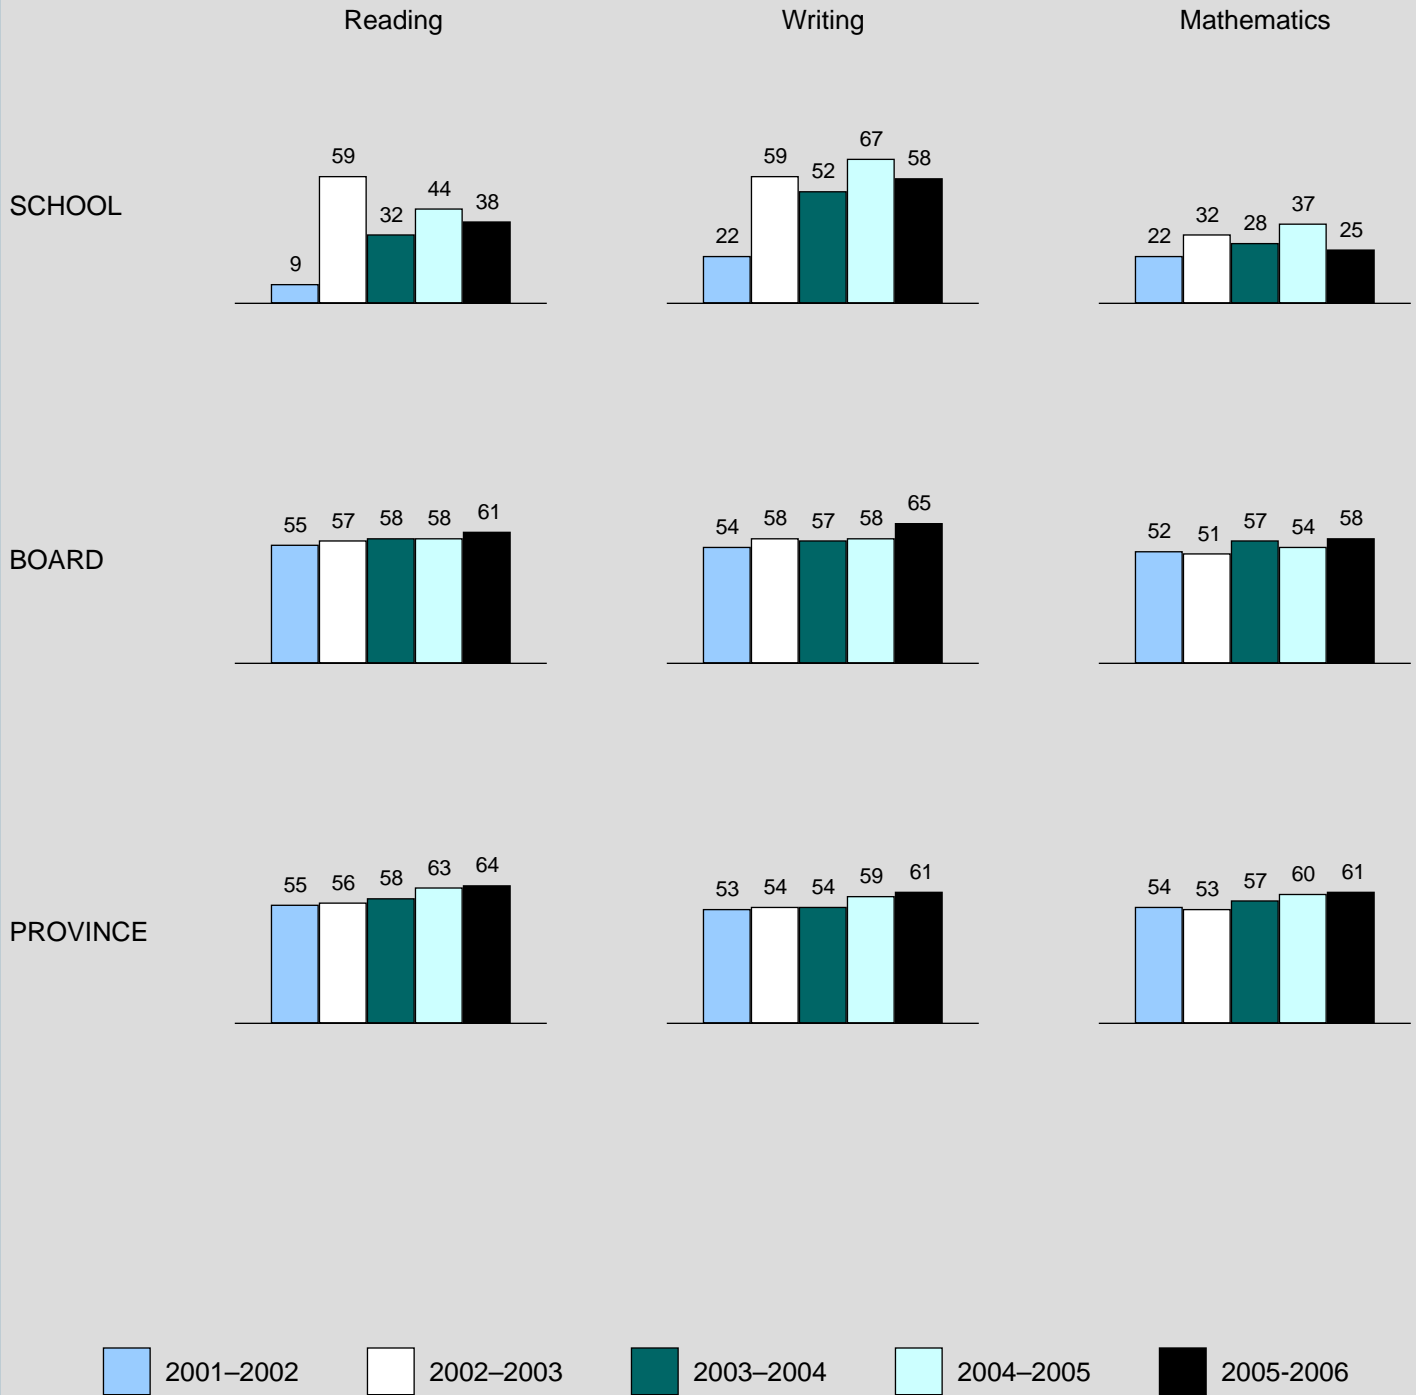 Reading Writing Mathematics
SCHOOL
9 59 32 44 38
22 59 52 67 58
22 32 28 37 25
BOARD
55 57 58 58 61
54 58 57 58 65
52 51 57 54 58
PROVINCE
55 56 58 63 64
53 54 54 59 61
54 53 57 60 61
2001–2002 2002–2003 2003–2004 2004–2005 2005-2006